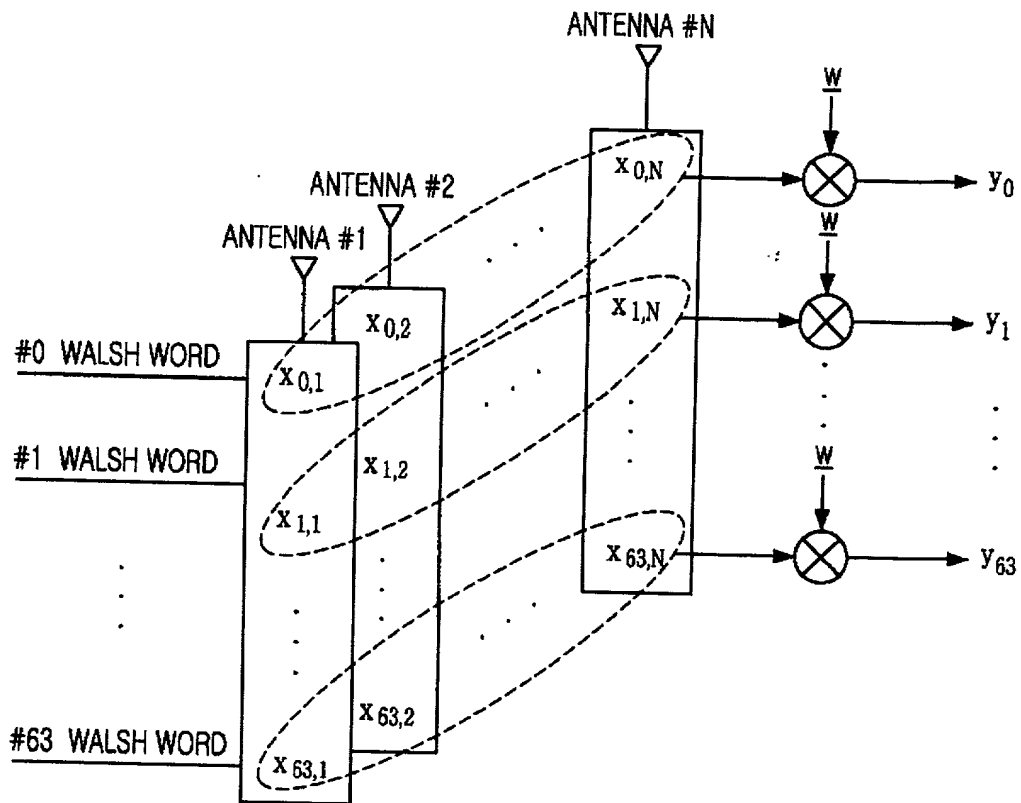 ANTENNA #N
W
ANTENNA #2
x0,N
y0
ANTENNA #1
W
x0,2
x1,N
y1
#0 WALSH WORD
x0,1
W
#1 WALSH WORD
x1,2
x1,1
x63,N
y63
x63,2
#63 WALSH WORD
x63,1